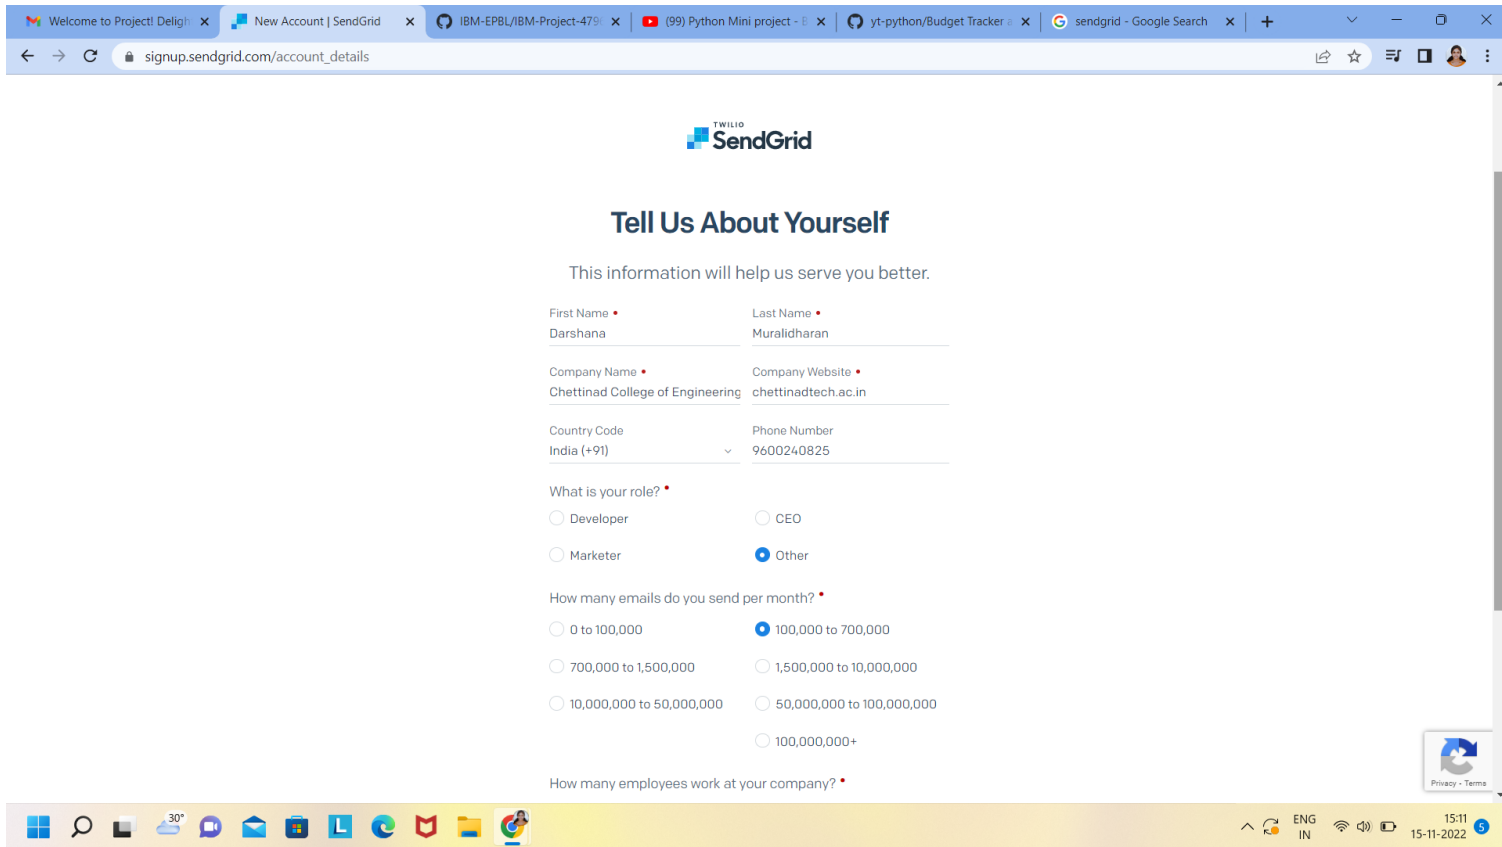 Welcome to Project! Deligh
New Account | SendGrid
IBM-EPBL/IBM-Project-479
(99) Python Mini project - B
yt-python/Budget Tracker a
sendgrid - Google Search
signup.sendgrid.com/account_details
TWILIO
SendGrid
Tell Us About Yourself
This information will help us serve you better.
First Name • Last Name •
Darshana Muralidharan
Company Name • Company Website •
Chettinad College of Engineering chettinadtech.ac.in
Country Code Phone Number
India (+91) 9600240825
What is your role? •
Developer CEO
Marketer Other
How many emails do you send per month? •
0 to 100,000 100,000 to 700,000
700,000 to 1,500,000 1,500,000 to 10,000,000
10,000,000 to 50,000,000 50,000,000 to 100,000,000
100,000,000+
Privacy - Terms
How many employees work at your company? •
30°
L
ENG
IN
15:11
15-11-2022
5